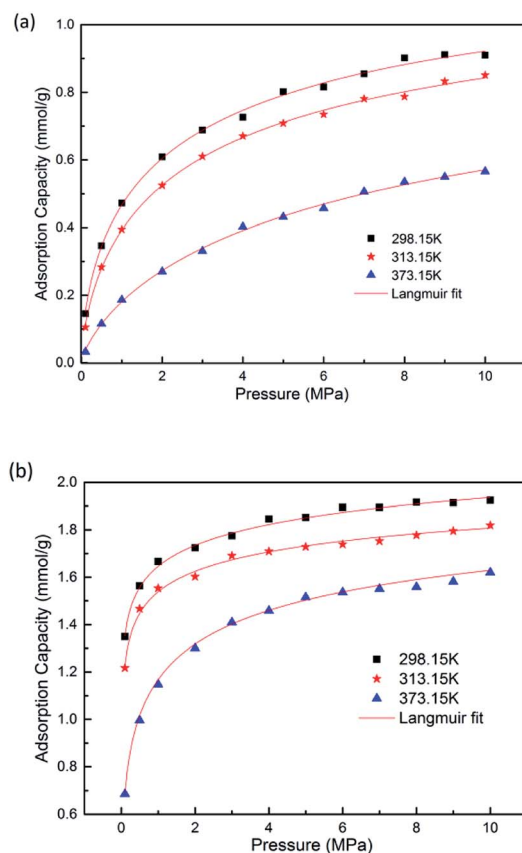 (a)
1.0
0.8
0.6
0.4
0.2
0.0
Adsorption Capacity (mmol/g)
298.15K
313.15K
373.15K
Langmuir fit
0 2 4 6 8 10
Pressure (MPa)
(b)
2.0
1.8
1.6
1.4
1.2
1.0
0.8
0.6
Adsorption Capacity (mmol/g)
298.15K
313.15K
373.15K
Langmuir fit
0 2 4 6 8 10
Pressure (MPa)